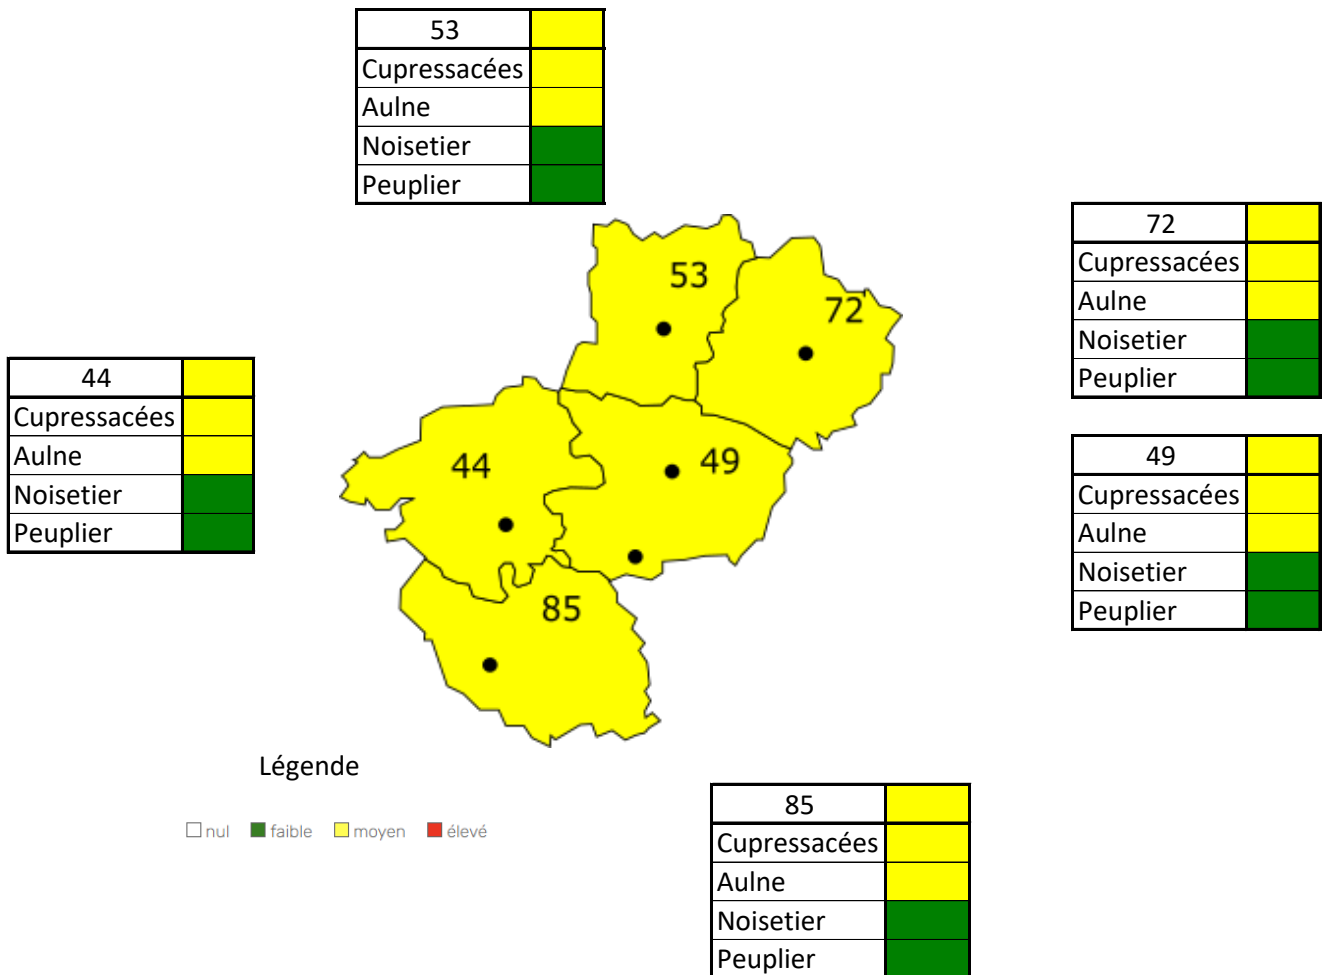 53
Cupressacées
Aulne
Noisetier
Peuplier
72
Cupressacées
Aulne
Noisetier
Peuplier
53
72
44
Cupressacées
Aulne
Noisetier
Peuplier
44
49
49
Cupressacées
Aulne
Noisetier
Peuplier
85
Légende
nul faible moyen élevé
85
Cupressacées
Aulne
Noisetier
Peuplier